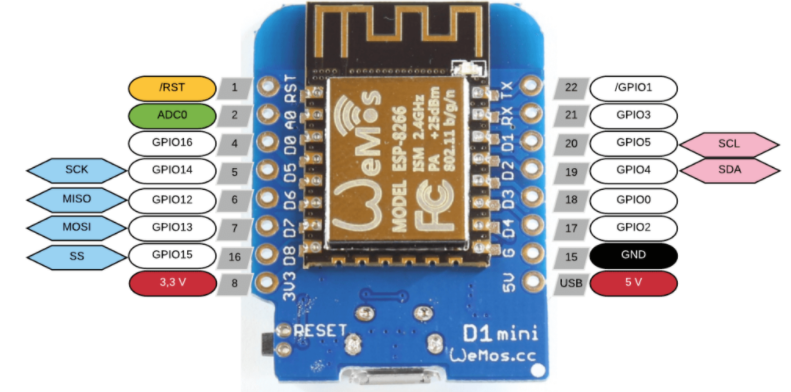 /RST 1 RST TX 22 /GPIO1
ADC0 2 A0 RX 21 GPIO3
GPIO16 4 D0 D1 20 GPIO5 SCL
SCK GPIO14 5 D5 D2 19 GPIO4 SDA
MISO GPIO12 6 D6 D3 18 GPIO0
MOSI GPIO13 7 D7 D4 17 GPIO2
SS GPIO15 16 D8 G 15 GND
3,3 V 8 3V3 5V USB 5 V
WeMos
MODEL ESP-8266
ISM 2.4GHz
PA +25dBm
802.11 b/g/n
FC
RESET
D1 mini
WeMos.cc